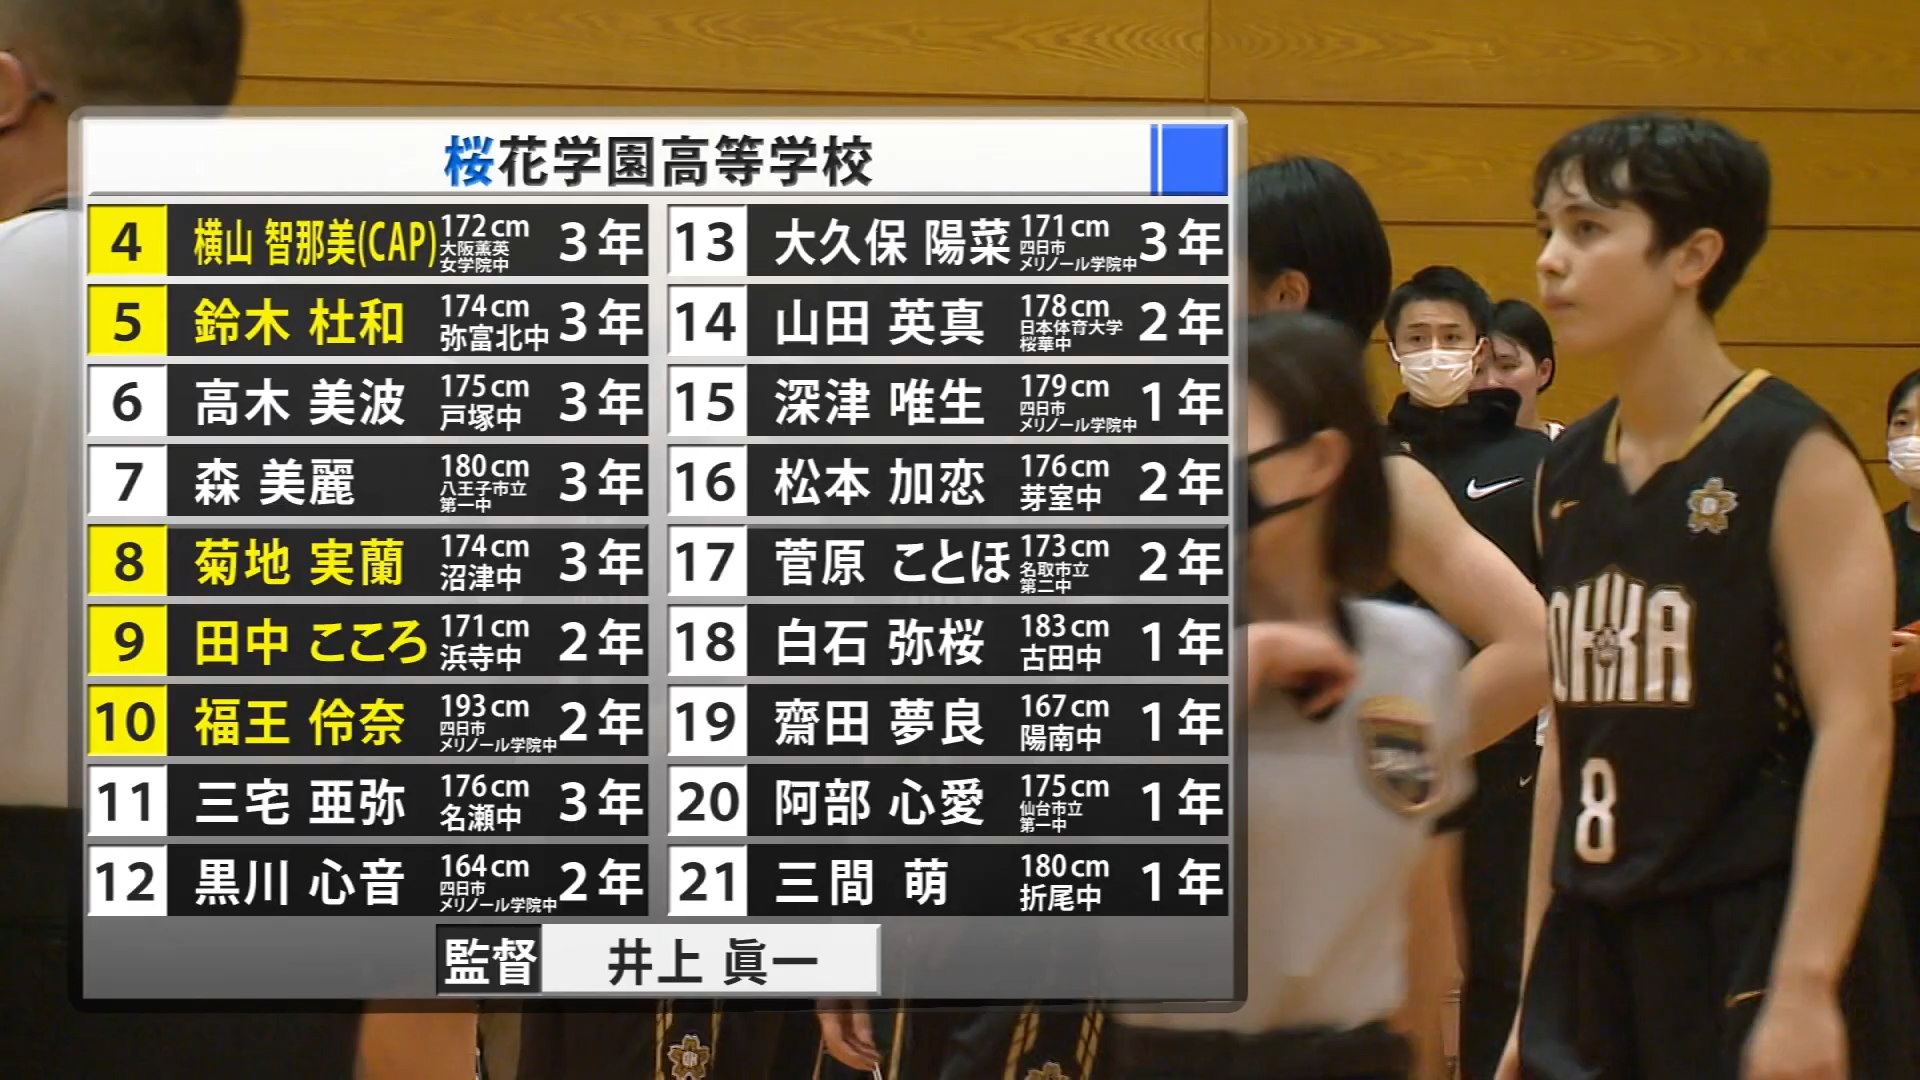 桜花学園高等学校
4 横山 智那美(CAP) 172cm 大阪薫英女学院中 3年
5 鈴木 杜和 174cm 弥富北中 3年
6 高木 美波 175cm 戸塚中 3年
7 森 美麗 180cm 八王子市立第一中 3年
8 菊地 実蘭 174cm 沼津中 3年
9 田中 こころ 171cm 浜寺中 2年
10 福王 伶奈 193cm 四日市メリノール学院中 2年
11 三宅 亜弥 176cm 名瀬中 3年
12 黒川 心音 164cm 四日市メリノール学院中 2年
13 大久保 陽菜 171cm 四日市メリノール学院中 3年
14 山田 英真 178cm 日本体育大学桜華中 2年
15 深津 唯生 179cm 四日市メリノール学院中 1年
16 松本 加恋 176cm 芽室中 2年
17 菅原 ことほ 173cm 名取市立第二中 2年
18 白石 弥桜 183cm 古田中 1年
19 齋田 夢良 167cm 陽南中 1年
20 阿部 心愛 175cm 仙台市立第一中 1年
21 三間 萌 180cm 折尾中 1年
監督 井上 眞一
OHKA
8